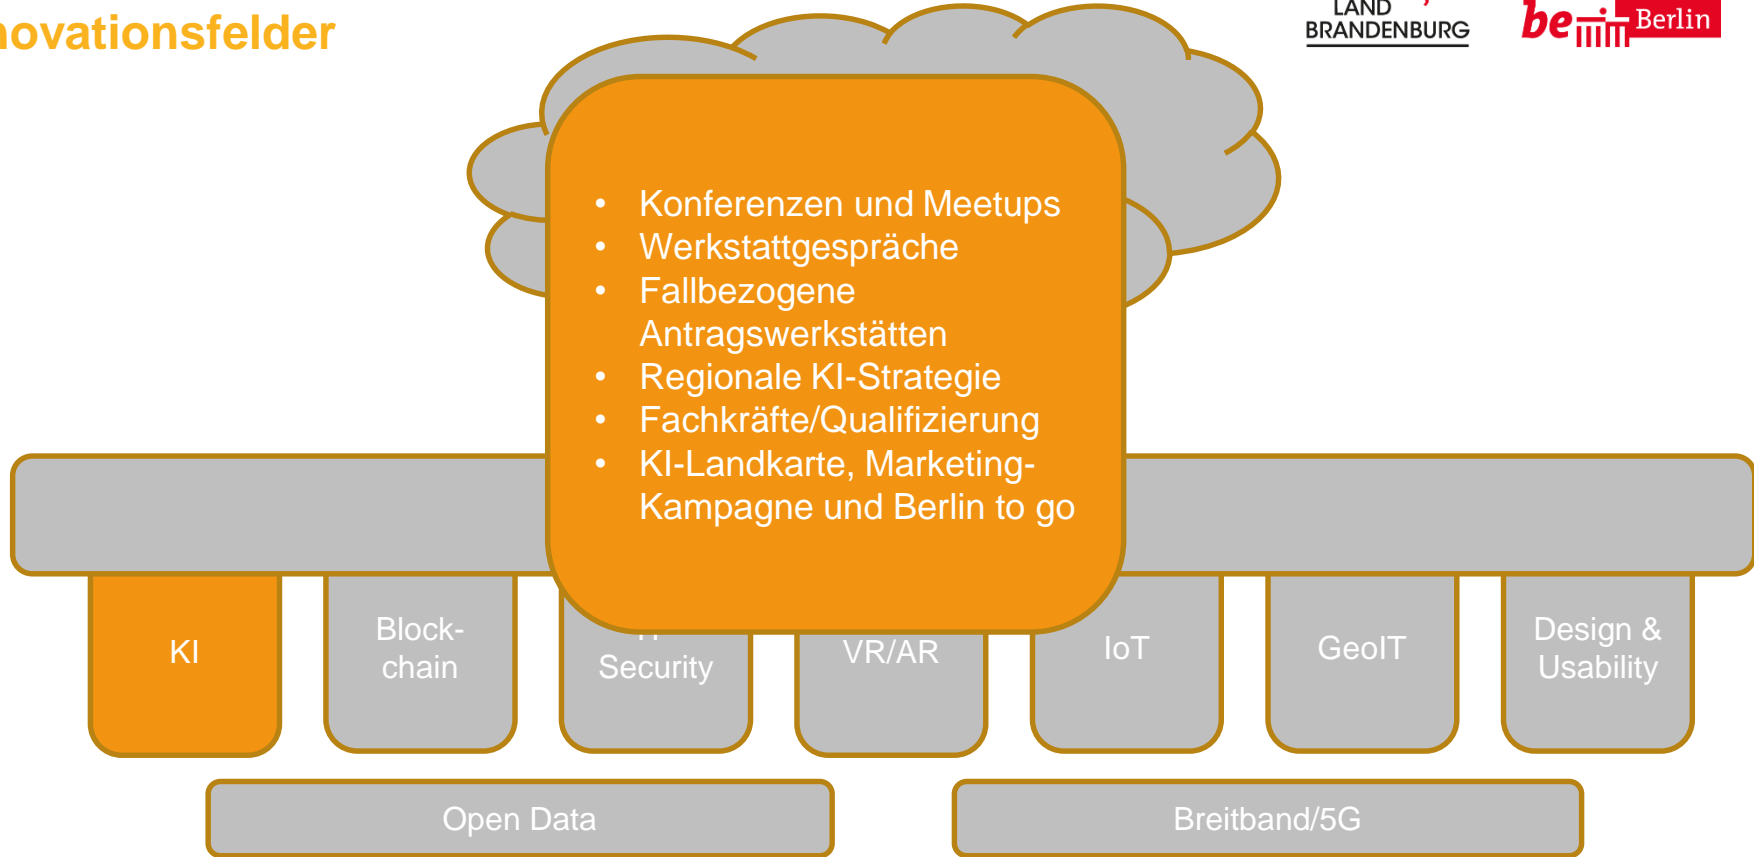 novationsfelder
LAND
BRANDENBURG
be Berlin
• Konferenzen und Meetups
• Werkstattgespräche
• Fallbezogene
Antragswerkstätten
• Regionale KI-Strategie
• Fachkräfte/Qualifizierung
• KI-Landkarte, Marketing-
Kampagne und Berlin to go
KI
Block-
chain
Security
VR/AR
IoT
GeoIT
Design &
Usability
Open Data
Breitband/5G